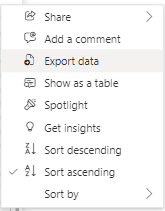 Share
Add a comment
Export data
Show as a table
Spotlight
Get insights
Sort descending
Sort ascending
Sort by